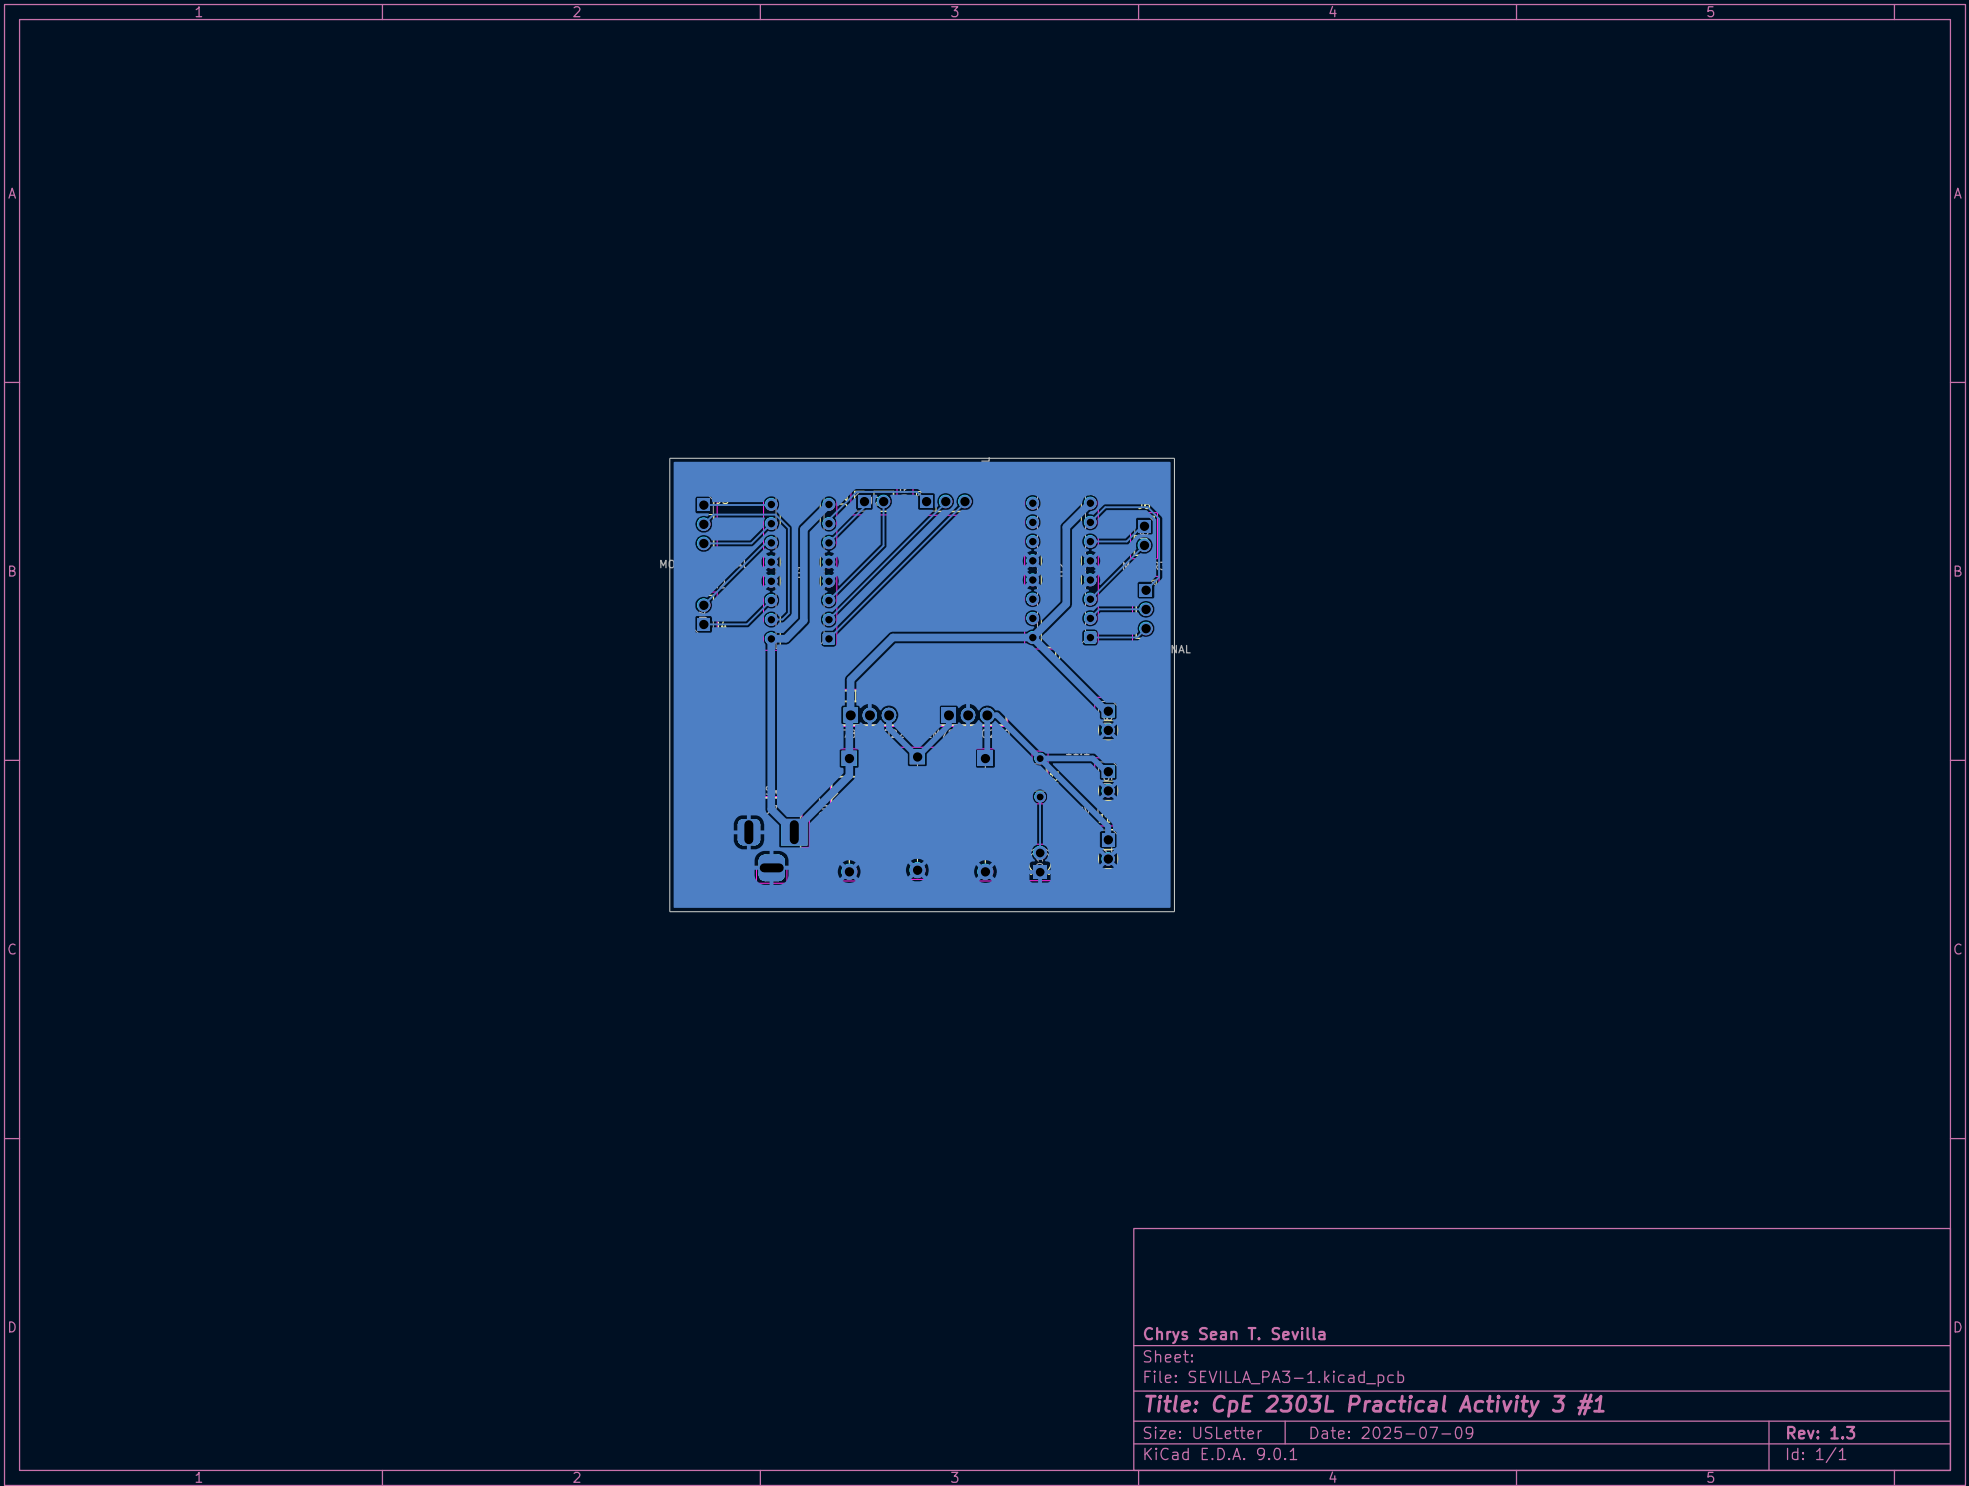 1 2 3 4 5
A A
MO
B B
NAL
C C
D D
Chrys Sean T. Sevilla
Sheet:
File: SEVILLA_PA3-1.kicad_pcb
Title: CpE 2303L Practical Activity 3 #1
Size: USLetter Date: 2025-07-09 Rev: 1.3
KiCad E.D.A. 9.0.1 Id: 1/1
1 2 3 4 5